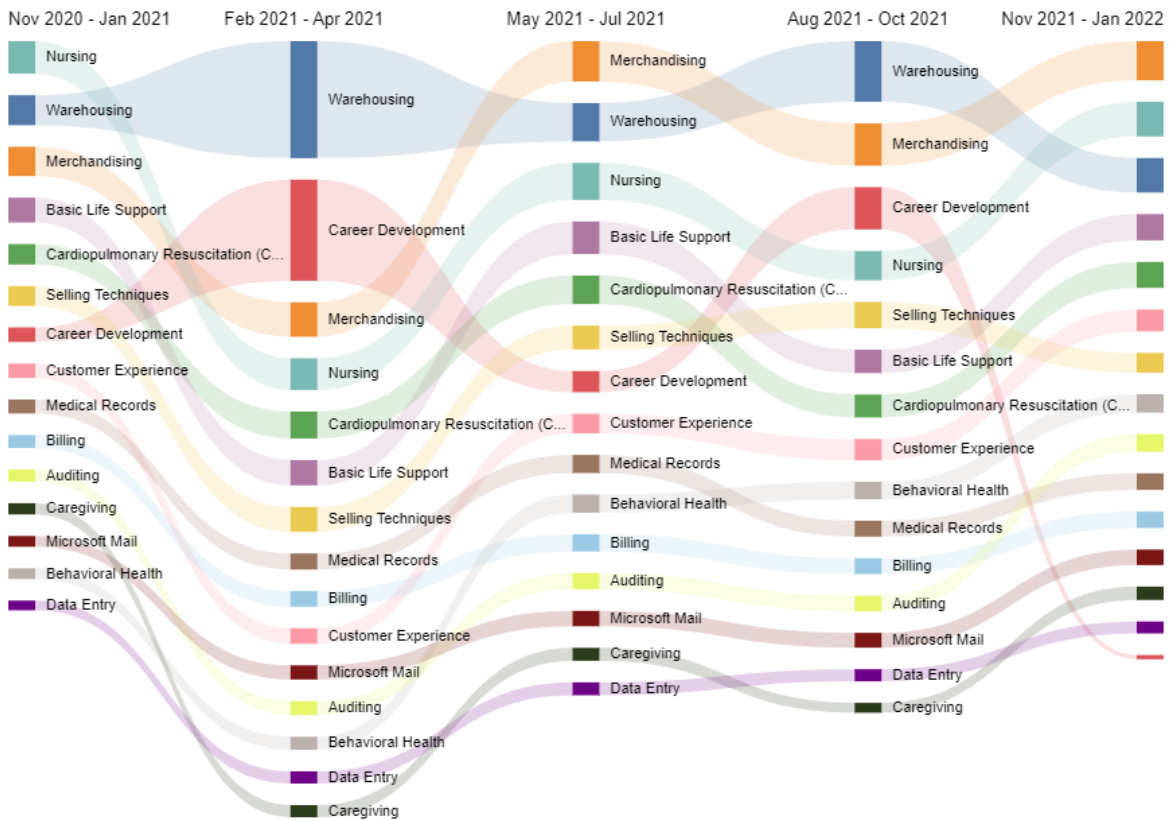 Nov 2020 - Jan 2021
Feb 2021 - Apr 2021
May 2021 - Jul 2021
Aug 2021 - Oct 2021
Nov 2021 - Jan 2022
Nursing
Warehousing
Merchandising
Basic Life Support
Cardiopulmonary Resuscitation (C...
Selling Techniques
Career Development
Customer Experience
Medical Records
Billing
Auditing
Caregiving
Microsoft Mail
Behavioral Health
Data Entry
Warehousing
Career Development
Merchandising
Nursing
Cardiopulmonary Resuscitation (C...
Basic Life Support
Selling Techniques
Medical Records
Billing
Customer Experience
Microsoft Mail
Auditing
Behavioral Health
Data Entry
Caregiving
Merchandising
Warehousing
Nursing
Basic Life Support
Cardiopulmonary Resuscitation (C...
Selling Techniques
Career Development
Customer Experience
Medical Records
Behavioral Health
Billing
Auditing
Microsoft Mail
Caregiving
Data Entry
Warehousing
Merchandising
Career Development
Nursing
Selling Techniques
Basic Life Support
Cardiopulmonary Resuscitation (C...
Customer Experience
Behavioral Health
Medical Records
Billing
Auditing
Microsoft Mail
Data Entry
Caregiving